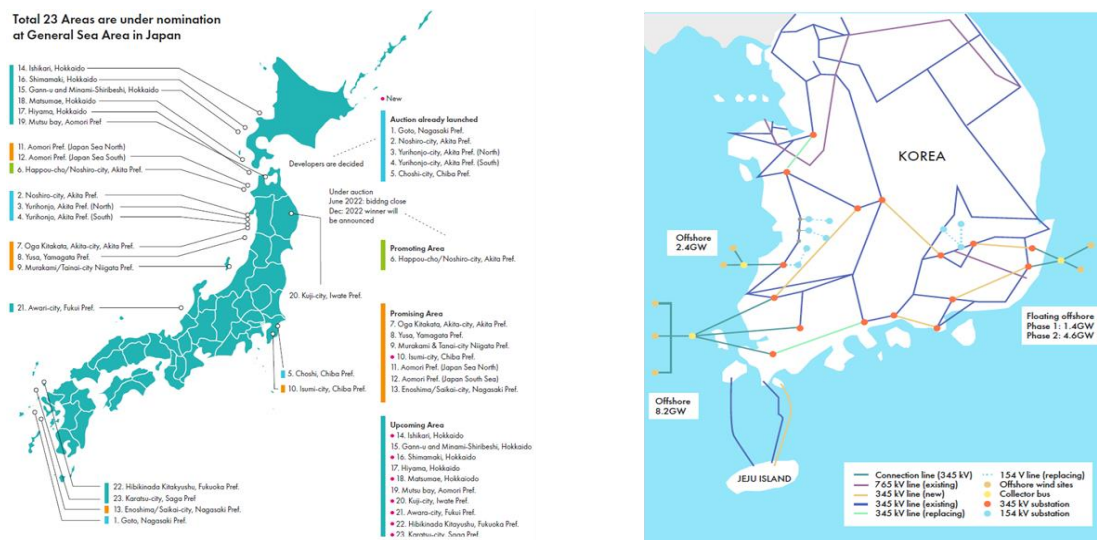 Total 23 Areas are under nomination
at General Sea Area in Japan
14. Ishikari, Hokkaido
16. Shimamaki, Hokkaido
15. Gann-u and Minami-Shiribeshi, Hokkaido
18. Matsumae, Hokkaido
17. Hiyama, Hokkaido
19. Mutsu bay, Aomori Pref
11. Aomori Pref. (Japan Sea North)
12. Aomori Pref. (Japan Sea South)
6. Happou-cho/Noshiro-city, Akita Pref.
2. Noshiro-city, Akita Pref.
3. Yurihonjo, Akita Pref. (North)
4. Yurihonjo, Akita Pref. (South)
7. Oga Kitakata, Akita-city, Akita Pref.
8. Yusa, Yamagata Pref.
9. Murakami/Tainai-city Niigata Pref.
21. Awari-city, Fukui Pref.
20. Kuji-city, Iwate Pref.
5. Choshi, Chiba Pref.
10. Isumi-city, Chiba Pref.
22. Hibikinada Kitakyushu, Fukuoka Pref.
23. Karatsu-city, Saga Pref
13. Enoshima/Saikai-city, Nagasaki Pref.
1. Goto, Nagasaki Pref.
Developers are decided
Under auction
June 2022: biddng close
Dec: 2022 winner will
be announced
New
Auction already launched
1. Goto, Nagasaki Pref.
2. Noshiro-city, Akita Pref.
3. Yurihonjo-city, Akita Pref. (North)
4. Yurihonjo-city, Akita Pref. (South)
5. Choshi-city, Chiba Pref.
Promoting Area
6. Happou-cho/Noshiro-city, Akita Pref.
Promising Area
7. Oga Kitakata, Akita-city, Akita Pref.
8. Yusa, Yamagata Pref.
9. Murakami & Tanai-city Niigata Pref.
10. Isumi-city, Chiba Pref.
11. Aomori Pref. (Japan Sea North)
12. Aomori Pref. (Japan South Sea)
13. Enoshima/Saikai-city, Nagasaki Pref.
Upcoming Area
14. Ishikari, Hokkaido
15. Gann-u and Minami-Shiribeshi, Hokkaido
16. Shimamaki, Hokkaido
17. Hiyama, Hokkaido
18. Matsumae, Hokkaido
19. Mutsu bay, Aomori Pref.
20. Kuji-city, Iwate Pref.
21. Awara-city, Fukui Pref.
22. Hibikinada Kitayushu, Fukuoka Pref.
23. Karatsu-city, Saga Pref.
KOREA
Offshore
2.4GW
Offshore
8.2GW
Floating offshore
Phase 1: 1.4GW
Phase 2: 4.6GW
JEJU ISLAND
Connection line (345 kV)
765 kV line (existing)
345 kV line (new)
345 kV line (existing)
345 kV line (replacing)
154 V line (replacing)
Offshore wind sites
Collector bus
345 kV substation
154 kV substation